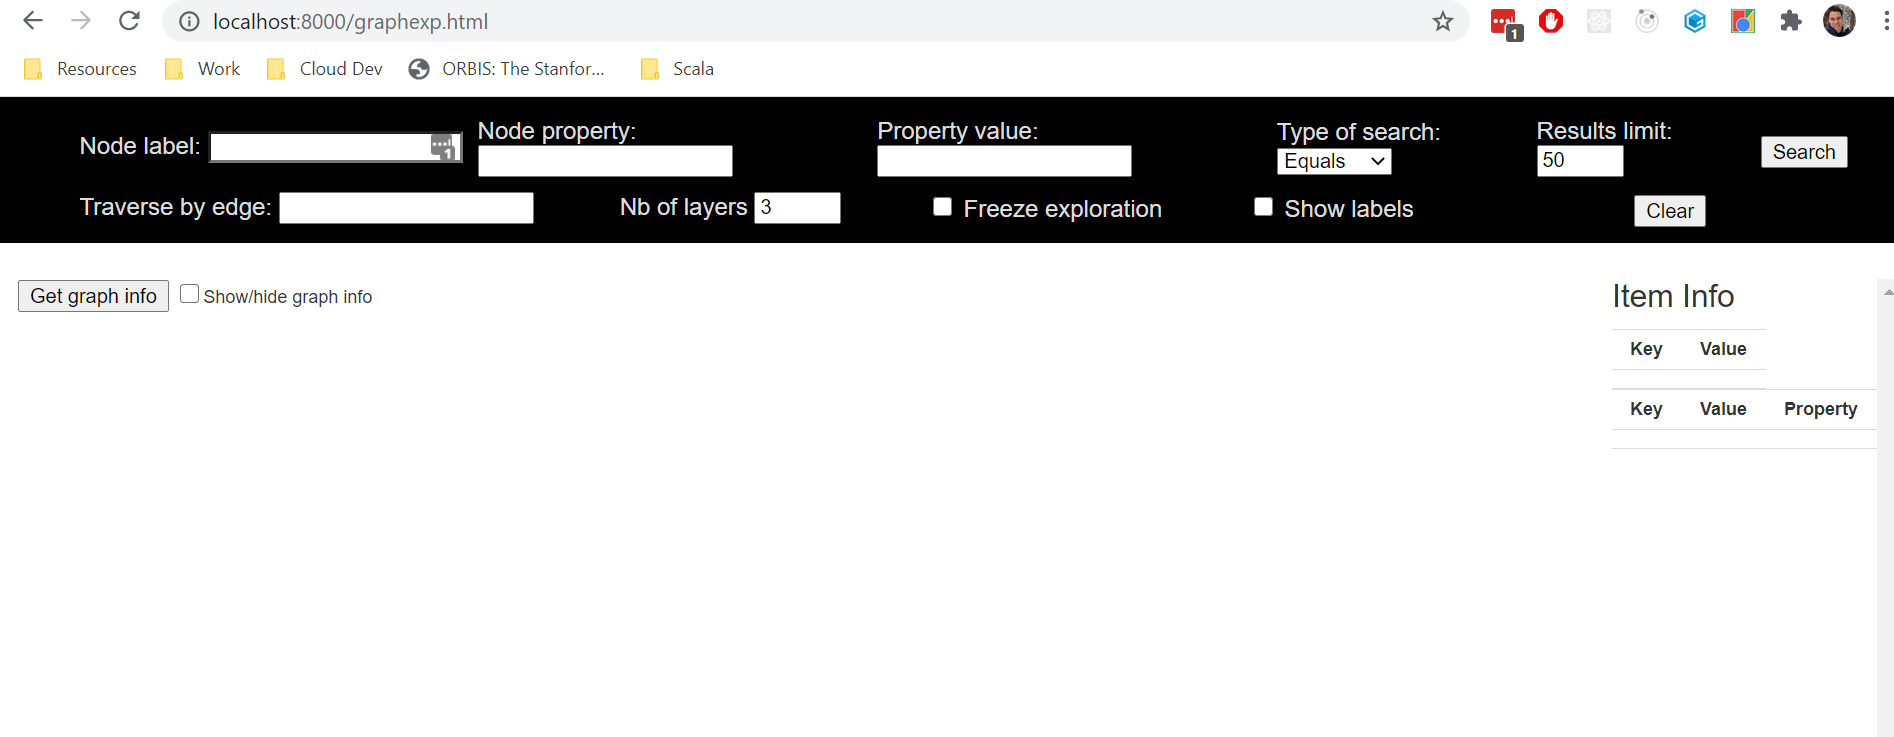 localhost:8000/graphexp.html
1
Resources Work Cloud Dev ORBIS: The Stanfor... Scala
Node label: Node property: Property value: Type of search: Results limit:
1 Equals 50 Search
Traverse by edge: Nb of layers 3 Freeze exploration Show labels Clear
Get graph info Show/hide graph info
Item Info
Key Value
Key Value Property